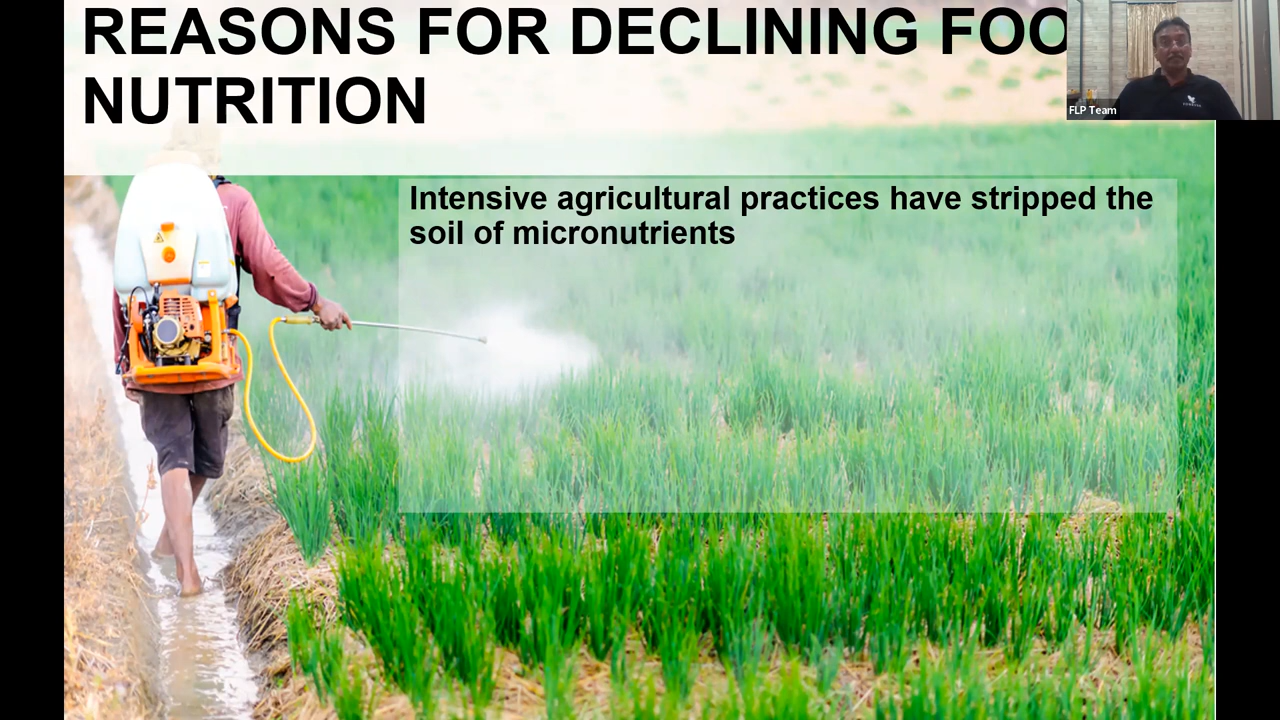 REASONS FOR DECLINING FOO
NUTRITION
FLP Team
Intensive agricultural practices have stripped the
soil of micronutrients